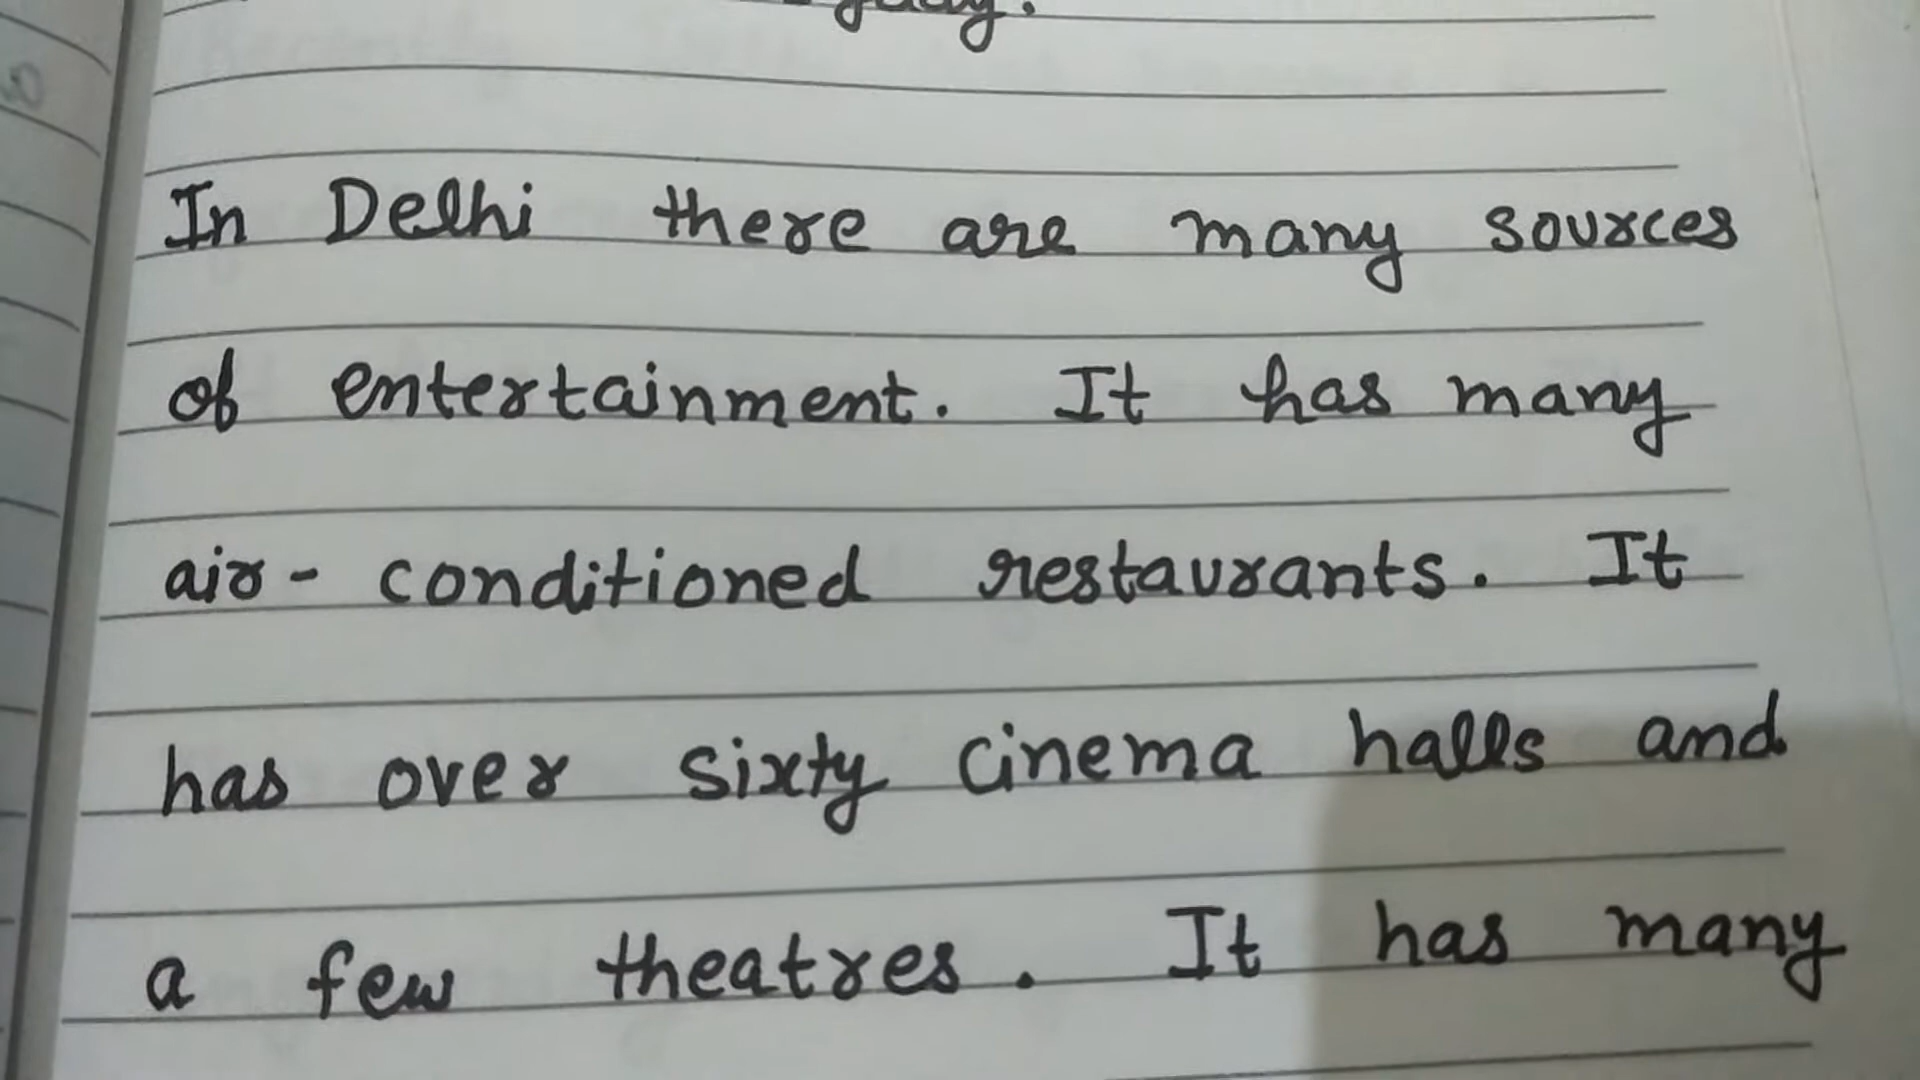 In Delhi there are many sources
of entertainment. It has many
air - conditioned restaurants. It
has over sixty cinema halls and
a few theatres. It has many